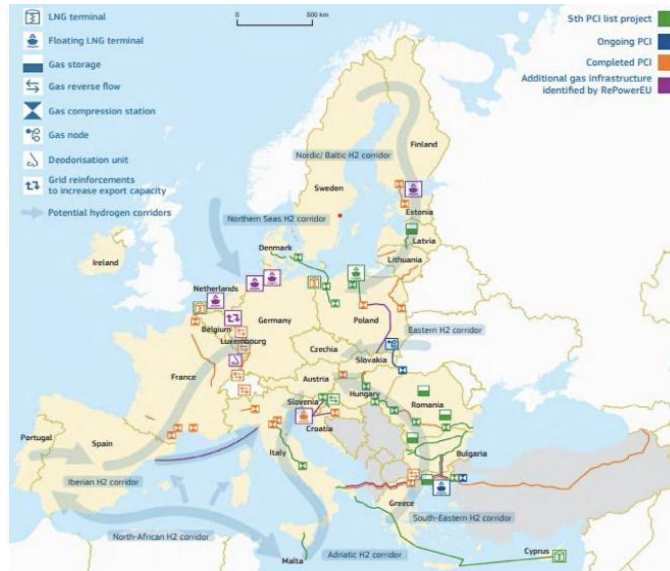 0
500 km
LNG terminal
Floating LNG terminal
Gas storage
Gas reverse flow
Gas compression station
Gas node
Deodorisation unit
Grid reinforcements
to increase export capacity
Potential hydrogen corridors
5th PCI list project
Ongoing PCI
Completed PCI
Additional gas infrastructure
identified by RePowerEU
Finland
Nordic/ Baltic H2 corridor
Sweden
Estonia
Northern Seas H2 corridor
Latvia
Denmark
Lithuania
Ireland
Netherlands
Germany
Poland
Belgium
Eastern H2 corridor
Luxembourg
Czechia
Slovakia
France
Austria
Hungary
Slovenia
Romania
Croatia
Portugal
Spain
Italy
Bulgaria
Iberian H2 corridor
Greece
South-Eastern H2 corridor
North-African H2 corridor
Adriatic H2 corridor
Cyprus
Malta